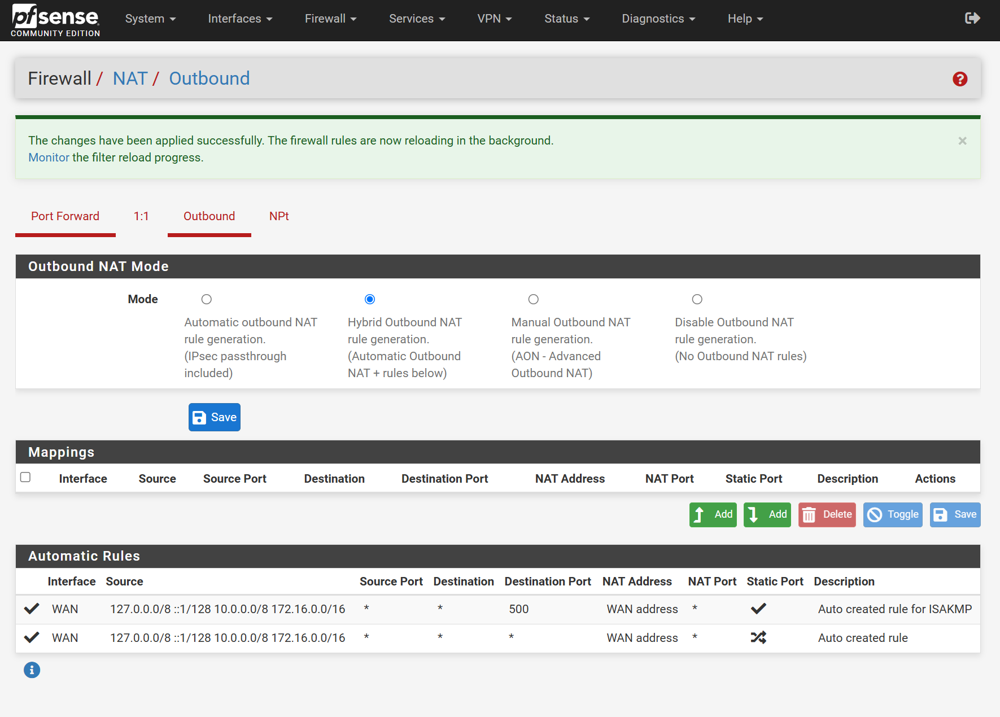 pfsense System Interfaces Firewall Services VPN Status Diagnostics Help
COMMUNITY EDITION
Firewall / NAT / Outbound
The changes have been applied successfully. The firewall rules are now reloading in the background.
×
Monitor the filter reload progress.
Port Forward 1:1 Outbound NPt
Outbound NAT Mode
Mode
Automatic outbound NAT
rule generation.
(IPsec passthrough
included)
Hybrid Outbound NAT
rule generation.
(Automatic Outbound
NAT + rules below)
Manual Outbound NAT
rule generation.
(AON - Advanced
Outbound NAT)
Disable Outbound NAT
rule generation.
(No Outbound NAT rules)
Save
Mappings
Interface Source Source Port Destination Destination Port NAT Address NAT Port Static Port Description Actions
Add Add Delete Toggle Save
Automatic Rules
Interface Source Source Port Destination Destination Port NAT Address NAT Port Static Port Description
WAN 127.0.0.0/8 ::1/128 10.0.0.0/8 172.16.0.0/16 * * 500 WAN address * Auto created rule for ISAKMP
WAN 127.0.0.0/8 ::1/128 10.0.0.0/8 172.16.0.0/16 * * * WAN address * Auto created rule